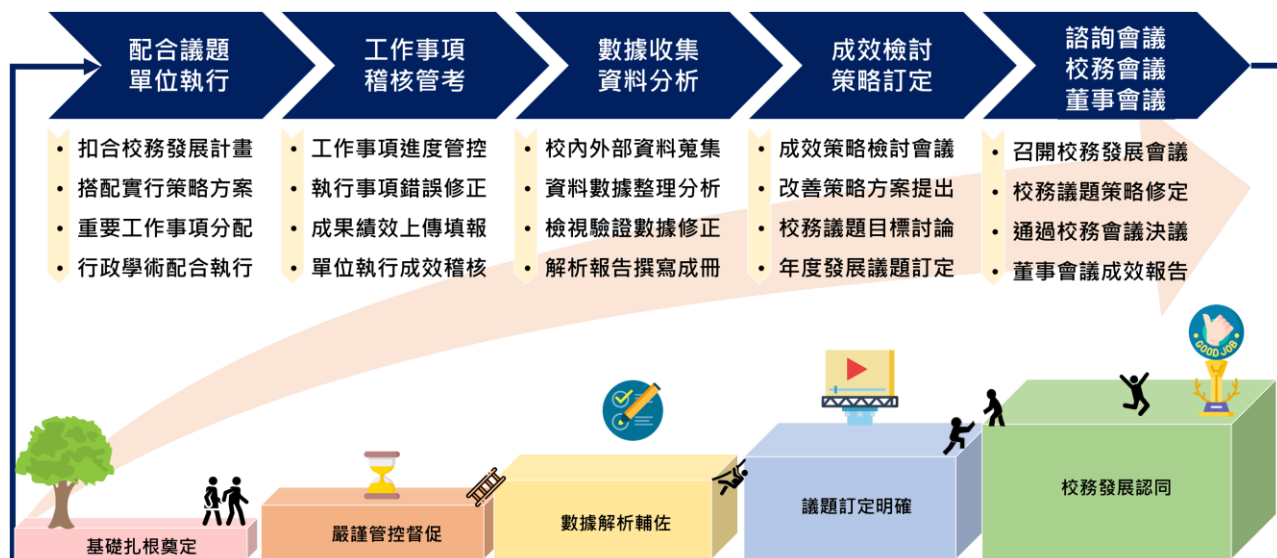 配合議題
單位執行
工作事項
稽核管考
數據收集
資料分析
成效檢討
策略訂定
諮詢會議
校務會議
董事會議
• 扣合校務發展計畫
• 搭配實行策略方案
• 重要工作事項分配
• 行政學術配合執行
• 工作事項進度管控
• 執行事項錯誤修正
• 成果績效上傳填報
• 單位執行成效稽核
• 校內外部資料蒐集
• 資料數據整理分析
• 檢視驗證數據修正
• 解析報告撰寫成冊
• 成效策略檢討會議
• 改善策略方案提出
• 校務議題目標討論
• 年度發展議題訂定
• 召開校務發展會議
• 校務議題策略修定
• 通過校務會議決議
• 董事會議成效報告
GOOD JOB
基礎扎根奠定
嚴謹管控督促
數據解析輔佐
議題訂定明確
校務發展認同